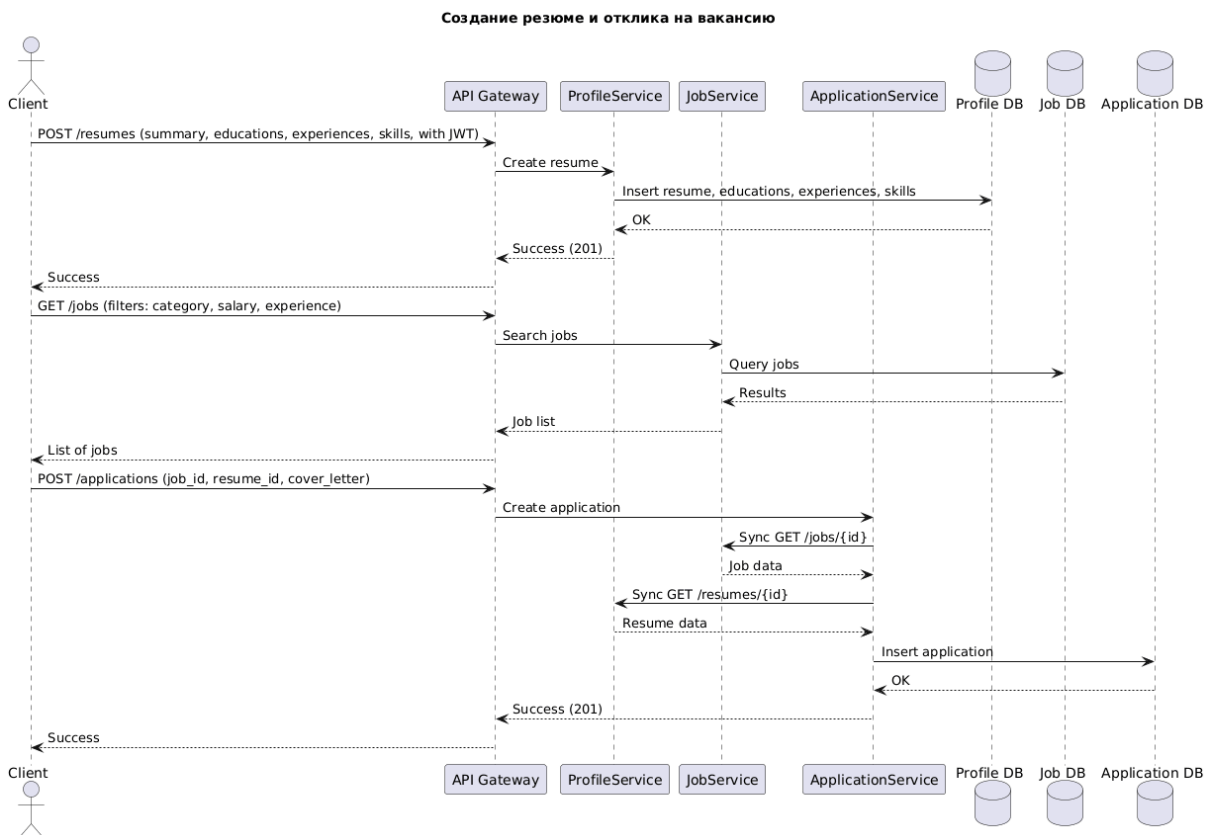 Создание резюме и отклика на вакансию
Client
API Gateway
ProfileService
JobService
ApplicationService
Profile DB
Job DB
Application DB
POST /resumes (summary, educations, experiences, skills, with JWT)
Create resume
Insert resume, educations, experiences, skills
OK
Success (201)
Success
GET /jobs (filters: category, salary, experience)
Search jobs
Query jobs
Results
Job list
List of jobs
POST /applications (job_id, resume_id, cover_letter)
Create application
Sync GET /jobs/{id}
Job data
Sync GET /resumes/{id}
Resume data
Insert application
OK
Success (201)
Success
Client
API Gateway
ProfileService
JobService
ApplicationService
Profile DB
Job DB
Application DB